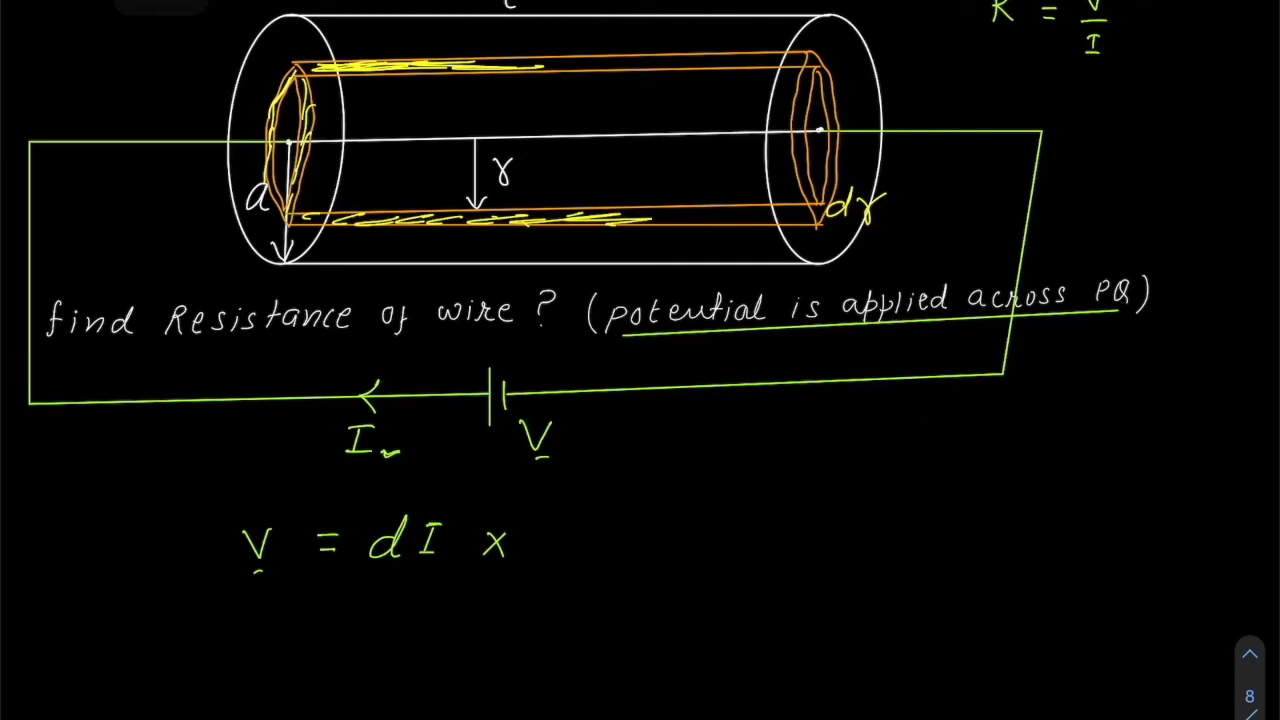 R = V/I
r
a
dr
find Resistance of wire ? (potential is applied across PQ)
I
V
V = dI x
8